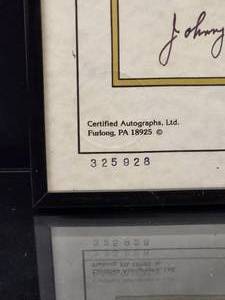 Johnny
Certified Autographs, Ltd.
Furlong, PA 18925 ©
325928